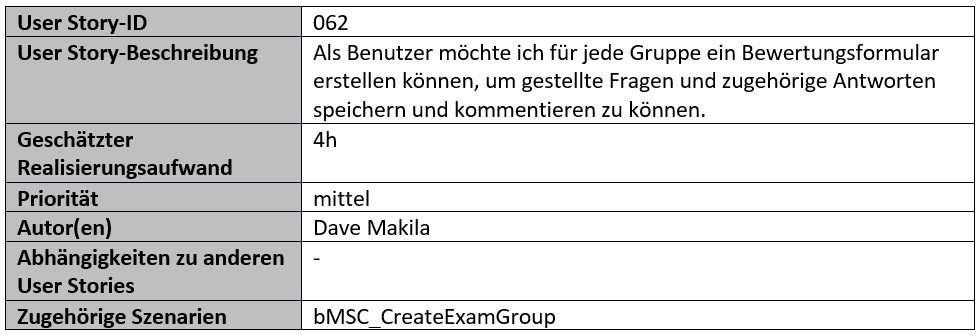 User Story-ID 062
User Story-Beschreibung Als Benutzer möchte ich für jede Gruppe ein Bewertungsformular
erstellen können, um gestellte Fragen und zugehörige Antworten
speichern und kommentieren zu können.
Geschätzter 4h
Realisierungsaufwand
Priorität mittel
Autor(en) Dave Makila
Abhängigkeiten zu anderen -
User Stories
Zugehörige Szenarien bMSC_CreateExamGroup